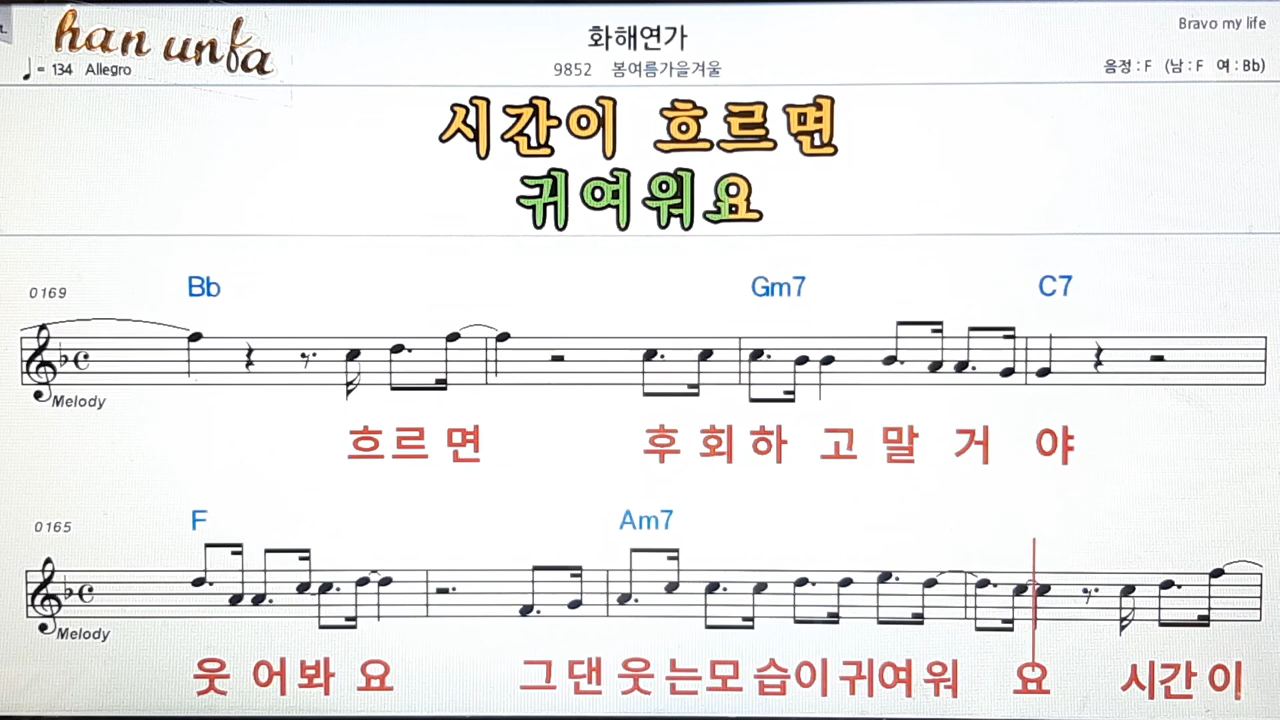 han unfa
화해연가
Bravo my life
♩= 134 Allegro
9852 봄여름가을겨울
음정 : F (남 : F 여 : Bb)
시간이 흐르면
귀여워요
0169
Bb Gm7 C7
Melody
흐르면 후회하고말거야
0165
F Am7
Melody
웃어봐요 그댄웃는모습이귀여워요 시간이